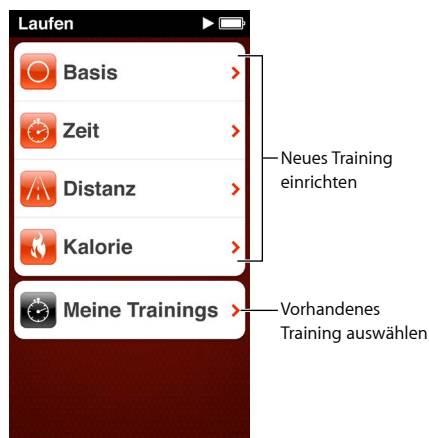 Laufen
Basis
Zeit
Distanz
Kalorie
Neues Training
einrichten
Meine Trainings
Vorhandenes
Training auswählen